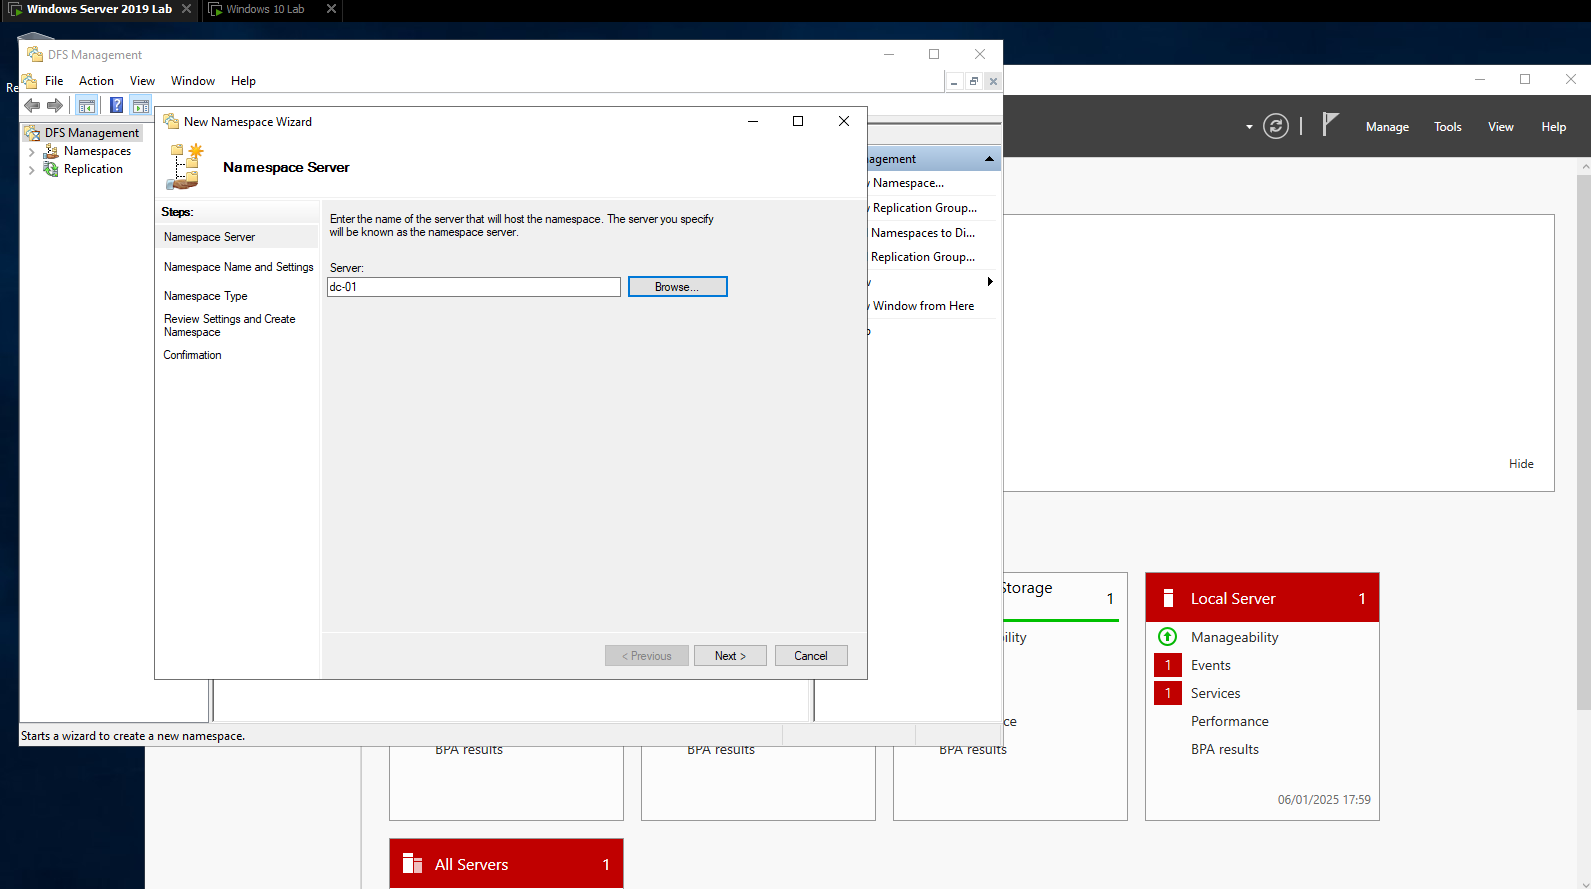 Windows Server 2019 Lab
Windows 10 Lab
DFS Management
File Action View Window Help
New Namespace Wizard
Manage Tools View Help
DFS Management
Namespaces
Replication
Namespace Server
Namespace...
Replication Group...
Namespaces to Di...
Replication Group...
Window from Here
Steps:
Namespace Server
Namespace Name and Settings
Namespace Type
Review Settings and Create
Namespace
Confirmation
Enter the name of the server that will host the namespace. The server you specify
will be known as the namespace server.
Server:
dc-01
Browse...
Hide
< Previous Next > Cancel
Starts a wizard to create a new namespace.
BPA results
BPA results
Storage 1
BPA results
Local Server 1
Manageability
1 Events
1 Services
Performance
BPA results
06/01/2025 17:59
All Servers 1